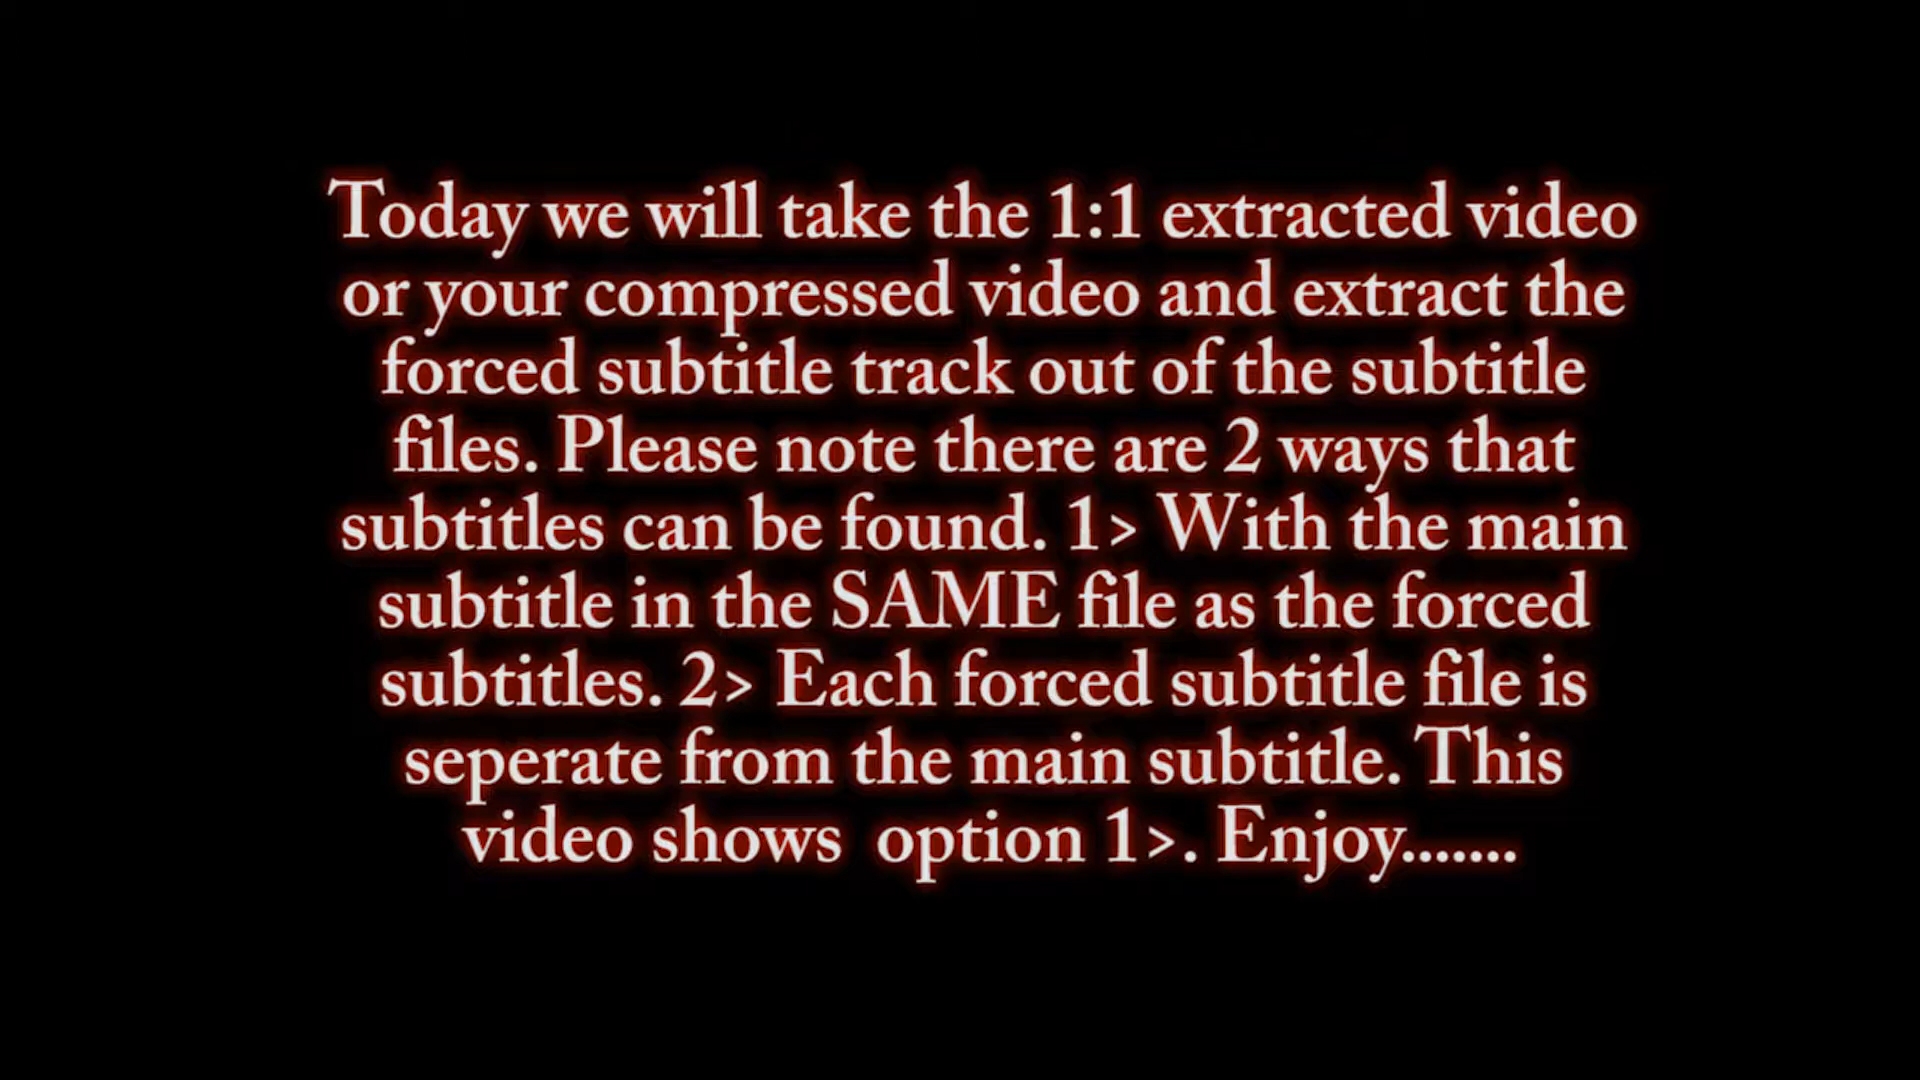 Today we will take the 1:1 extracted video
or your compressed video and extract the
forced subtitle track out of the subtitle
files. Please note there are 2 ways that
subtitles can be found. 1> With the main
subtitle in the SAME file as the forced
subtitles. 2> Each forced subtitle file is
seperate from the main subtitle. This
video shows  option 1>. Enjoy.......